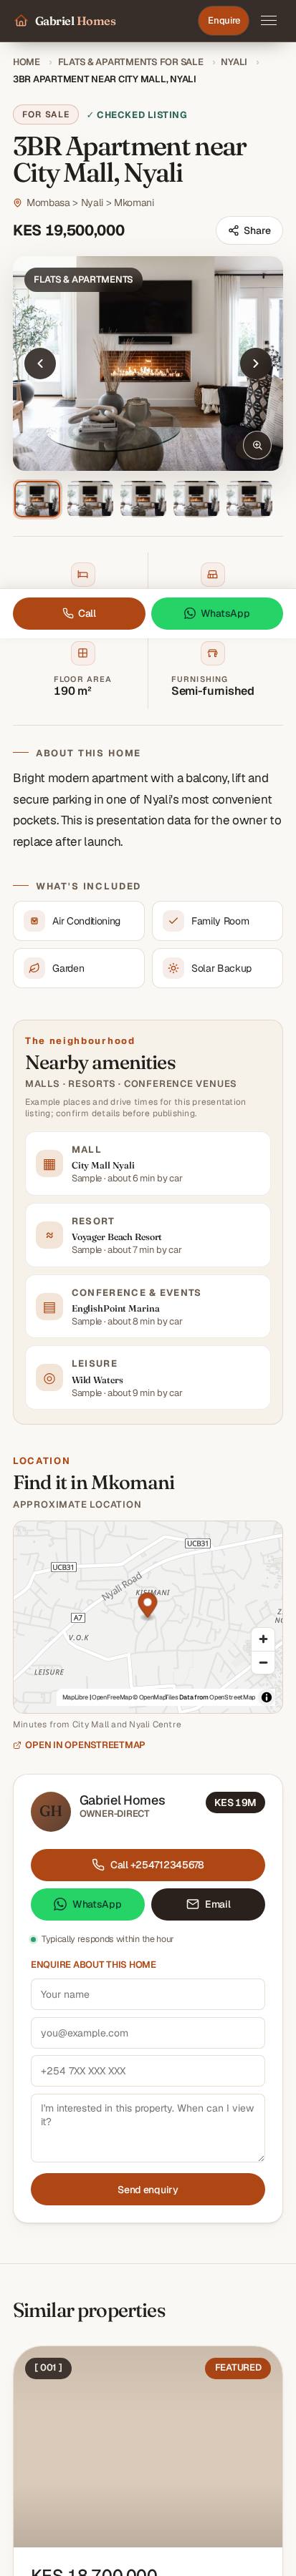 Gabriel Homes
Enquire
HOME > FLATS & APARTMENTS FOR SALE > NYALI >
3BR APARTMENT NEAR CITY MALL, NYALI
FOR SALE
✓ CHECKED LISTING
3BR Apartment near
City Mall, Nyali
Mombasa > Nyali > Mkomani
KES 19,500,000
Share
FLATS & APARTMENTS
Call
WhatsApp
FLOOR AREA
190 m²
FURNISHING
Semi-furnished
ABOUT THIS HOME
Bright modern apartment with a balcony, lift and
secure parking in one of Nyali's most convenient
pockets. This is presentation data for the owner to
replace after launch.
WHAT'S INCLUDED
Air Conditioning
Family Room
Garden
Solar Backup
The neighbourhood
Nearby amenities
MALLS · RESORTS · CONFERENCE VENUES
Example places and drive times for this presentation
listing; confirm details before publishing.
MALL
City Mall Nyali
Sample · about 6 min by car
RESORT
Voyager Beach Resort
Sample · about 7 min by car
CONFERENCE & EVENTS
EnglishPoint Marina
Sample · about 8 min by car
LEISURE
Wild Waters
Sample · about 9 min by car
LOCATION
Find it in Mkomani
APPROXIMATE LOCATION
UCB31
UCB31
Nyali Road
KISIMANI
A7
V.O.K
LEISURE
MapLibre | OpenFreeMap © OpenMapTiles Data from OpenStreetMap
Minutes from City Mall and Nyali Centre
OPEN IN OPENSTREETMAP
GH
Gabriel Homes
OWNER-DIRECT
KES 19M
Call +254712345678
WhatsApp
Email
Typically responds within the hour
ENQUIRE ABOUT THIS HOME
Your name
you@example.com
+254 7XX XXX XXX
I'm interested in this property. When can I view
it?
Send enquiry
Similar properties
[ 001 ]
FEATURED
KES 18,700,000